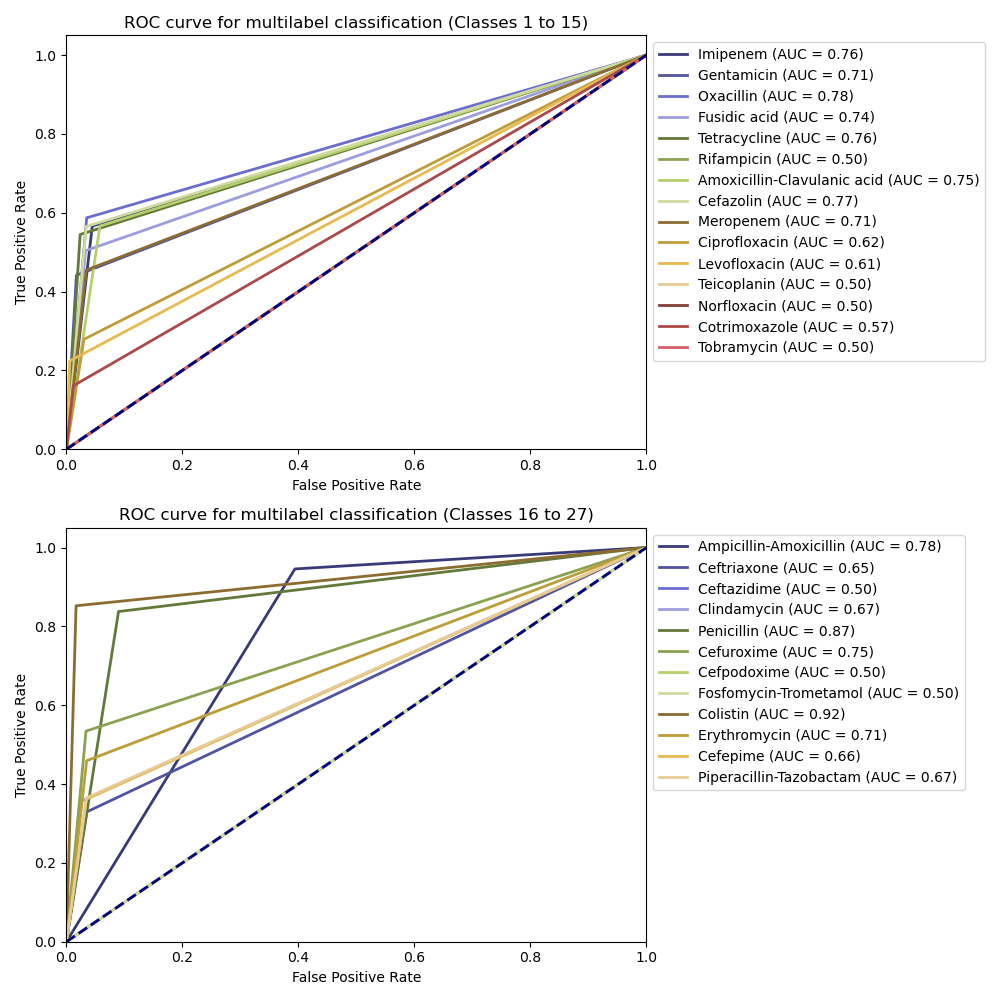 ROC curve for multilabel classification (Classes 1 to 15)
1.0
0.8
0.6
0.4
0.2
0.0
True Positive Rate
0.0 0.2 0.4 0.6 0.8 1.0
False Positive Rate
Imipenem (AUC = 0.76)
Gentamicin (AUC = 0.71)
Oxacillin (AUC = 0.78)
Fusidic acid (AUC = 0.74)
Tetracycline (AUC = 0.76)
Rifampicin (AUC = 0.50)
Amoxicillin-Clavulanic acid (AUC = 0.75)
Cefazolin (AUC = 0.77)
Meropenem (AUC = 0.71)
Ciprofloxacin (AUC = 0.62)
Levofloxacin (AUC = 0.61)
Teicoplanin (AUC = 0.50)
Norfloxacin (AUC = 0.50)
Cotrimoxazole (AUC = 0.57)
Tobramycin (AUC = 0.50)
ROC curve for multilabel classification (Classes 16 to 27)
1.0
0.8
0.6
0.4
0.2
0.0
True Positive Rate
0.0 0.2 0.4 0.6 0.8 1.0
False Positive Rate
Ampicillin-Amoxicillin (AUC = 0.78)
Ceftriaxone (AUC = 0.65)
Ceftazidime (AUC = 0.50)
Clindamycin (AUC = 0.67)
Penicillin (AUC = 0.87)
Cefuroxime (AUC = 0.75)
Cefpodoxime (AUC = 0.50)
Fosfomycin-Trometamol (AUC = 0.50)
Colistin (AUC = 0.92)
Erythromycin (AUC = 0.71)
Cefepime (AUC = 0.66)
Piperacillin-Tazobactam (AUC = 0.67)